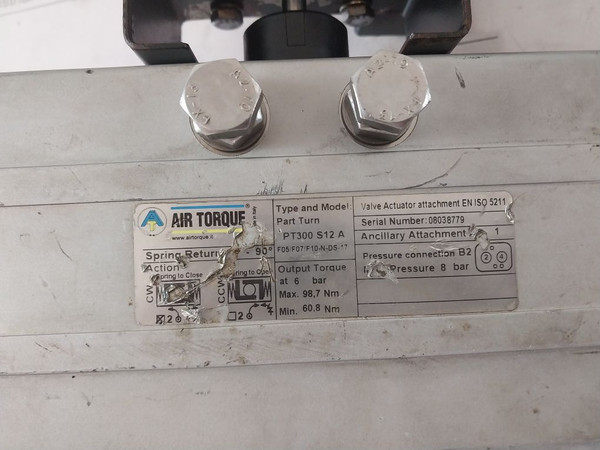 AIR TORQUE
www.airtorque.it
Spring Return 90°
Action
Spring to Close
Spring to
CW
CCW
2
2
Type and Model
Part Turn
PT300 S12 A
F05/F07/F10-N-DS-17
Output Torque
at 6 bar
Max. 98,7 Nm
Min. 60,8 Nm
Valve Actuator attachment EN ISO 5211
Serial Number: 08038779
Ancillary Attachment 1
Pressure connection B2
2 4
Pressure 8 bar